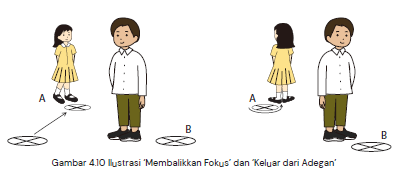 A
B
A
B
Gambar 4.10 Ilustrasi ‘Membalikkan Fokus’ dan ‘Keluar dari Adegan’